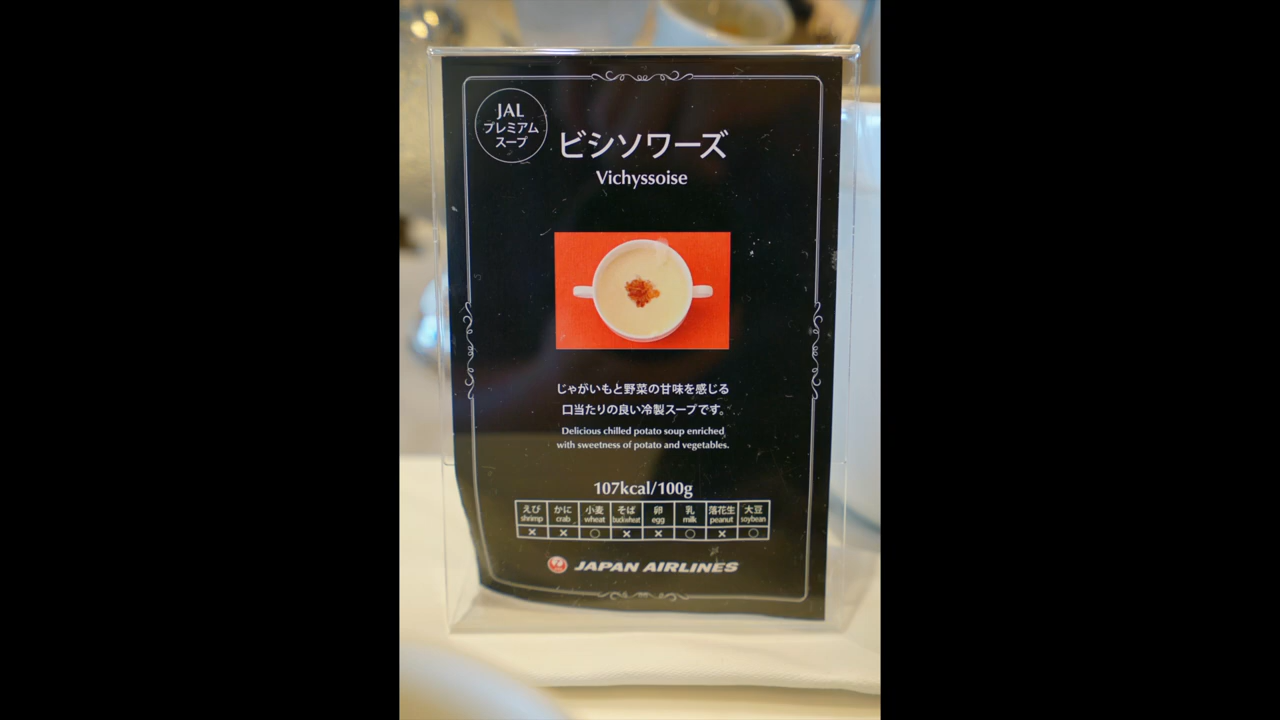 JAL
プレミアム
スープ
ビシソワーズ
Vichyssoise
じゃがいもと野菜の甘味を感じる
口当たりの良い冷製スープです。
Delicious chilled potato soup enriched
with sweetness of potato and vegetables.
107kcal/100g
えび かに 小麦 そば 卵 乳 落花生 大豆
shrimp crab wheat buckwheat egg milk peanut soybean
× × ○ × × ○ × ○
JAPAN AIRLINES